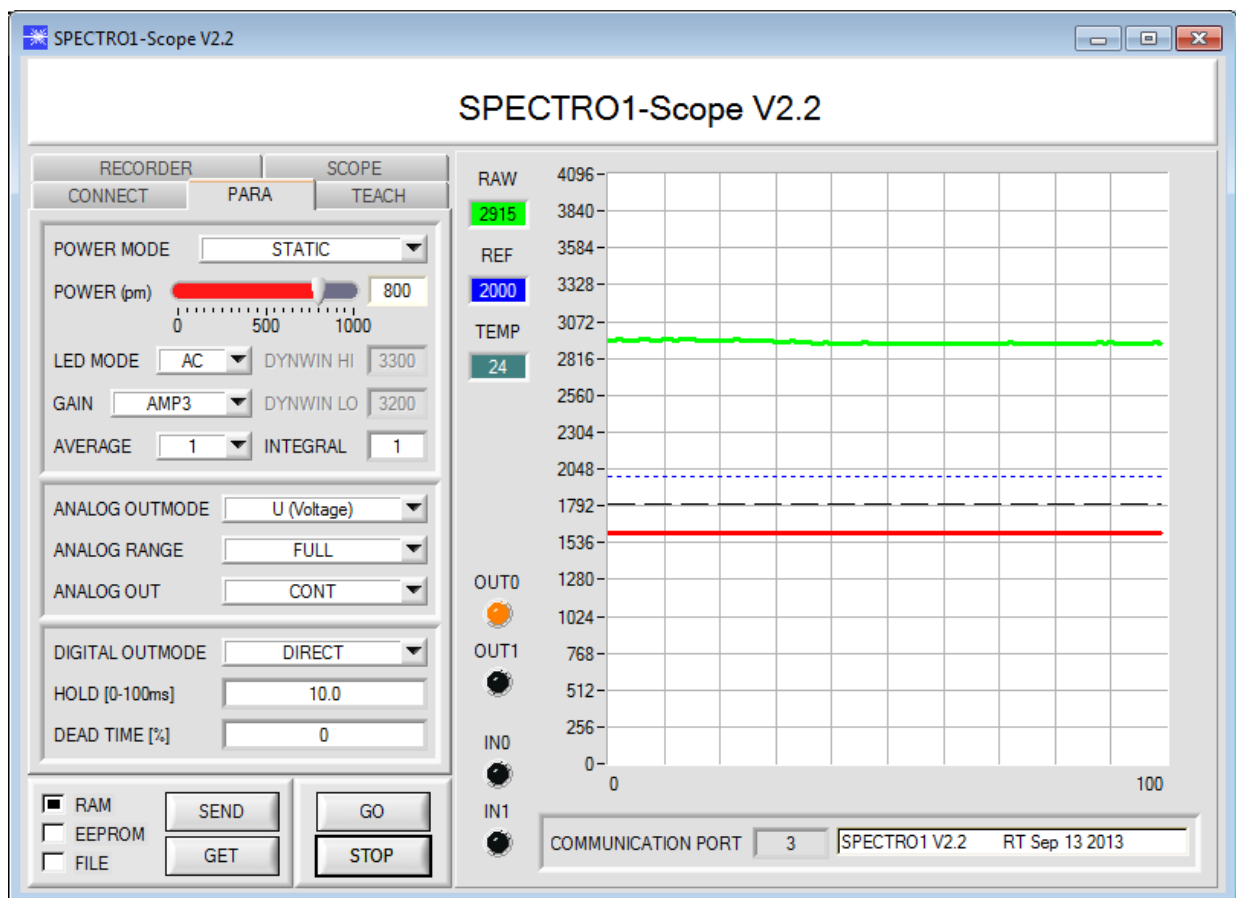 SPECTRO1-Scope V2.2
SPECTRO1-Scope V2.2
RECORDER SCOPE
CONNECT PARA TEACH
POWER MODE STATIC
POWER (pm) 800
0 500 1000
LED MODE AC DYNWIN HI 3300
GAIN AMP3 DYNWIN LO 3200
AVERAGE 1 INTEGRAL 1
ANALOG OUTMODE U (Voltage)
ANALOG RANGE FULL
ANALOG OUT CONT
DIGITAL OUTMODE DIRECT
HOLD [0-100ms] 10.0
DEAD TIME [%] 0
RAM
EEPROM
FILE
SEND
GET
GO
STOP
RAW
2915
REF
2000
TEMP
24
OUT0
OUT1
IN0
IN1
4096
3840
3584
3328
3072
2816
2560
2304
2048
1792
1536
1280
1024
768
512
256
0
0 100
COMMUNICATION PORT 3 SPECTRO1 V2.2 RT Sep 13 2013